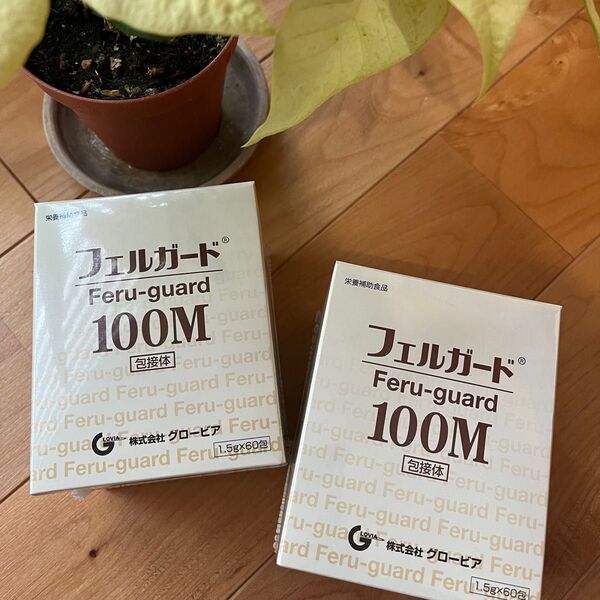 栄養補助食品
フェルガード®
Feru-guard
100M
包接体
GLOVIA 株式会社 グロービア
1.5g×60包
栄養補助食品
フェルガード®
Feru-guard
100M
包接体
GLOVIA 株式会社 グロービア
1.5g×60包